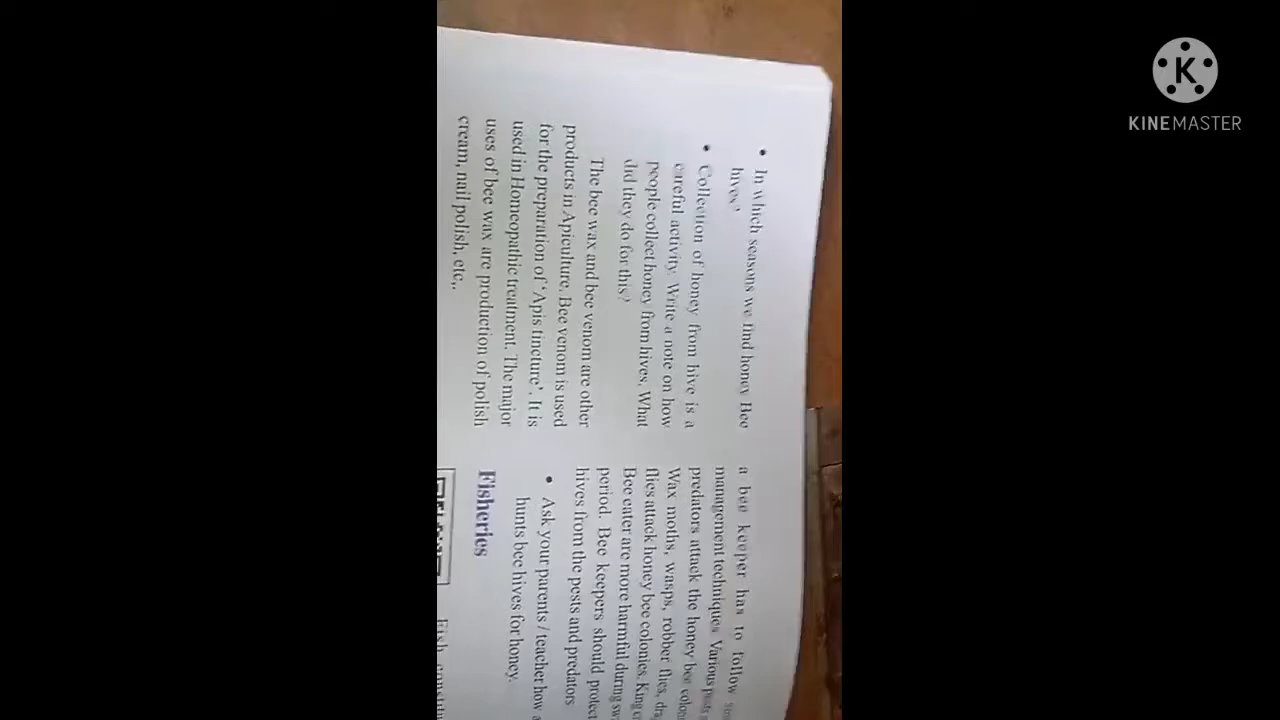 • In which seasons we find honey Bee
hives?
• Collection of honey from hive is a
careful activity. Write a note on how
people collect honey from hives. What
did they do for this?
The bee wax and bee venom are other
products in Apiculture. Bee venom is used
for the preparation of 'Apis tincture'. It is
used in Homeopathic treatment. The major
uses of bee wax are production of polish
cream, nail polish, etc,.
a bee keeper has to follow
management techniques. Various pests
predators attack the honey bee
Wax moths, wasps, robber flies,
flies attack honey bee colonies. King
Bee eater are more harmful during
period. Bee keepers should protect
hives from the pests and predators
• Ask your parents / teacher how
hunts bee hives for honey.
Fisheries
Fish
KINEMASTER